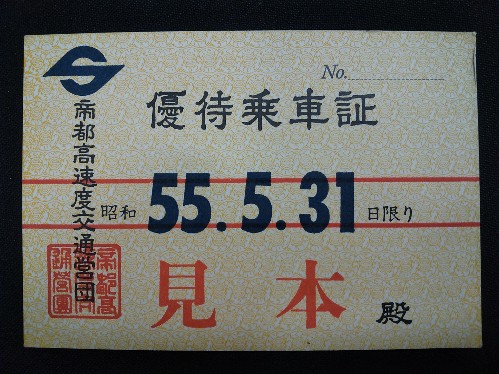 No.
優待乗車証
帝都高速度交通営団
昭和 55.5.31 日限り
見本 殿